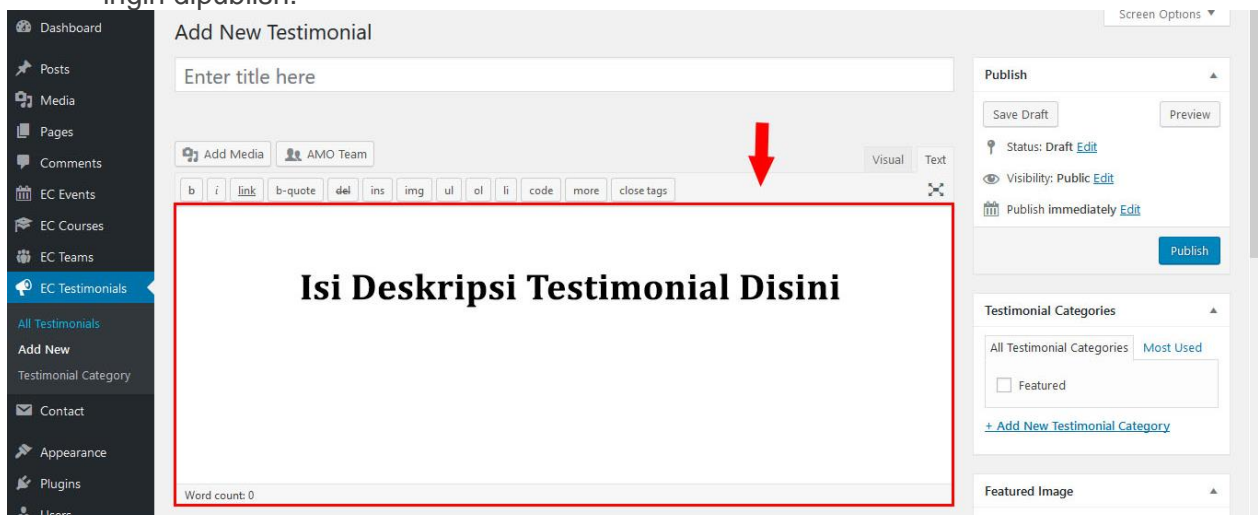 ingin dipublish.
Screen Options ▼
Dashboard
Posts
Media
Pages
Comments
EC Events
EC Courses
EC Teams
EC Testimonials
All Testimonials
Add New
Testimonial Category
Contact
Appearance
Plugins
Users
Add New Testimonial
Enter title here
Add Media AMO Team
Visual Text
b i link b-quote del ins img ul ol li code more close tags
Isi Deskripsi Testimonial Disini
Word count: 0
Publish
Save Draft Preview
Status: Draft Edit
Visibility: Public Edit
Publish immediately Edit
Publish
Testimonial Categories
All Testimonial Categories Most Used
Featured
+ Add New Testimonial Category
Featured Image